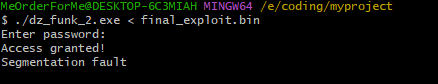 MeOrderForMe@DESKTOP-6C3MIAH MINGW64 /e/coding/myproject
$ ./dz_funk_2.exe < final_exploit.bin
Enter password:
Access granted!
Segmentation fault